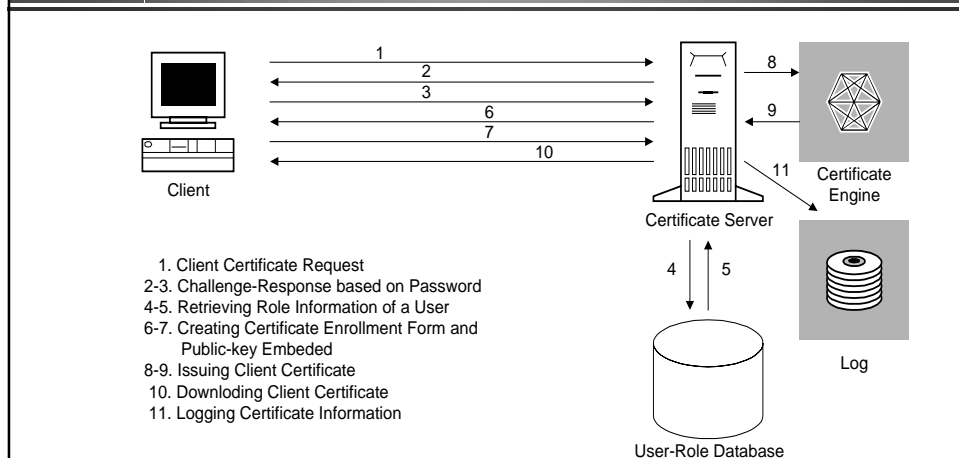 1
2
3
6
7
10
8
9
11
Client
Certificate Server
Certificate
Engine
4
5
Log
User-Role Database
1. Client Certificate Request
2-3. Challenge-Response based on Password
4-5. Retrieving Role Information of a User
6-7. Creating Certificate Enrollment Form and
Public-key Embeded
8-9. Issuing Client Certificate
10. Downloding Client Certificate
11. Logging Certificate Information